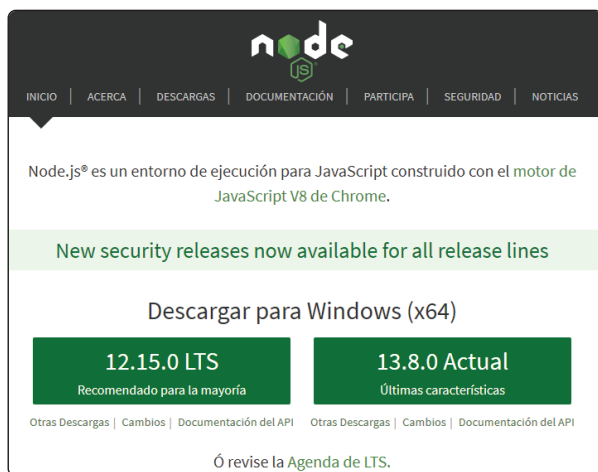 node
JS
INICIO | ACERCA | DESCARGAS | DOCUMENTACIÓN | PARTICIPA | SEGURIDAD | NOTICIAS
Node.js® es un entorno de ejecución para JavaScript construido con el motor de
JavaScript V8 de Chrome.
New security releases now available for all release lines
Descargar para Windows (x64)
12.15.0 LTS
Recomendado para la mayoría
13.8.0 Actual
Últimas características
Otras Descargas | Cambios | Documentación del API
Otras Descargas | Cambios | Documentación del API
Ó revise la Agenda de LTS.